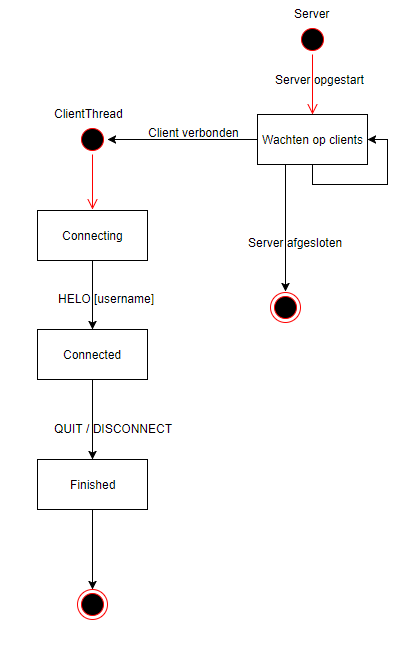 Server
Server opgestart
ClientThread
Client verbonden
Wachten op clients
Connecting
Server afgesloten
HELO [username]
Connected
QUIT / DISCONNECT
Finished